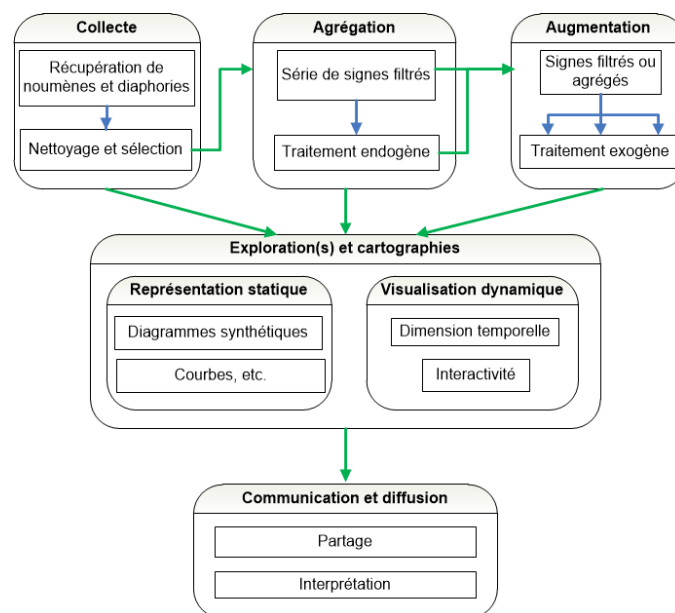 Collecte
Récupération de
noumènes et diaphories
Nettoyage et sélection
Agrégation
Série de signes filtrés
Traitement endogène
Augmentation
Signes filtrés ou
agrégés
Traitement exogène
Exploration(s) et cartographies
Représentation statique
Diagrammes synthétiques
Courbes, etc.
Visualisation dynamique
Dimension temporelle
Interactivité
Communication et diffusion
Partage
Interprétation